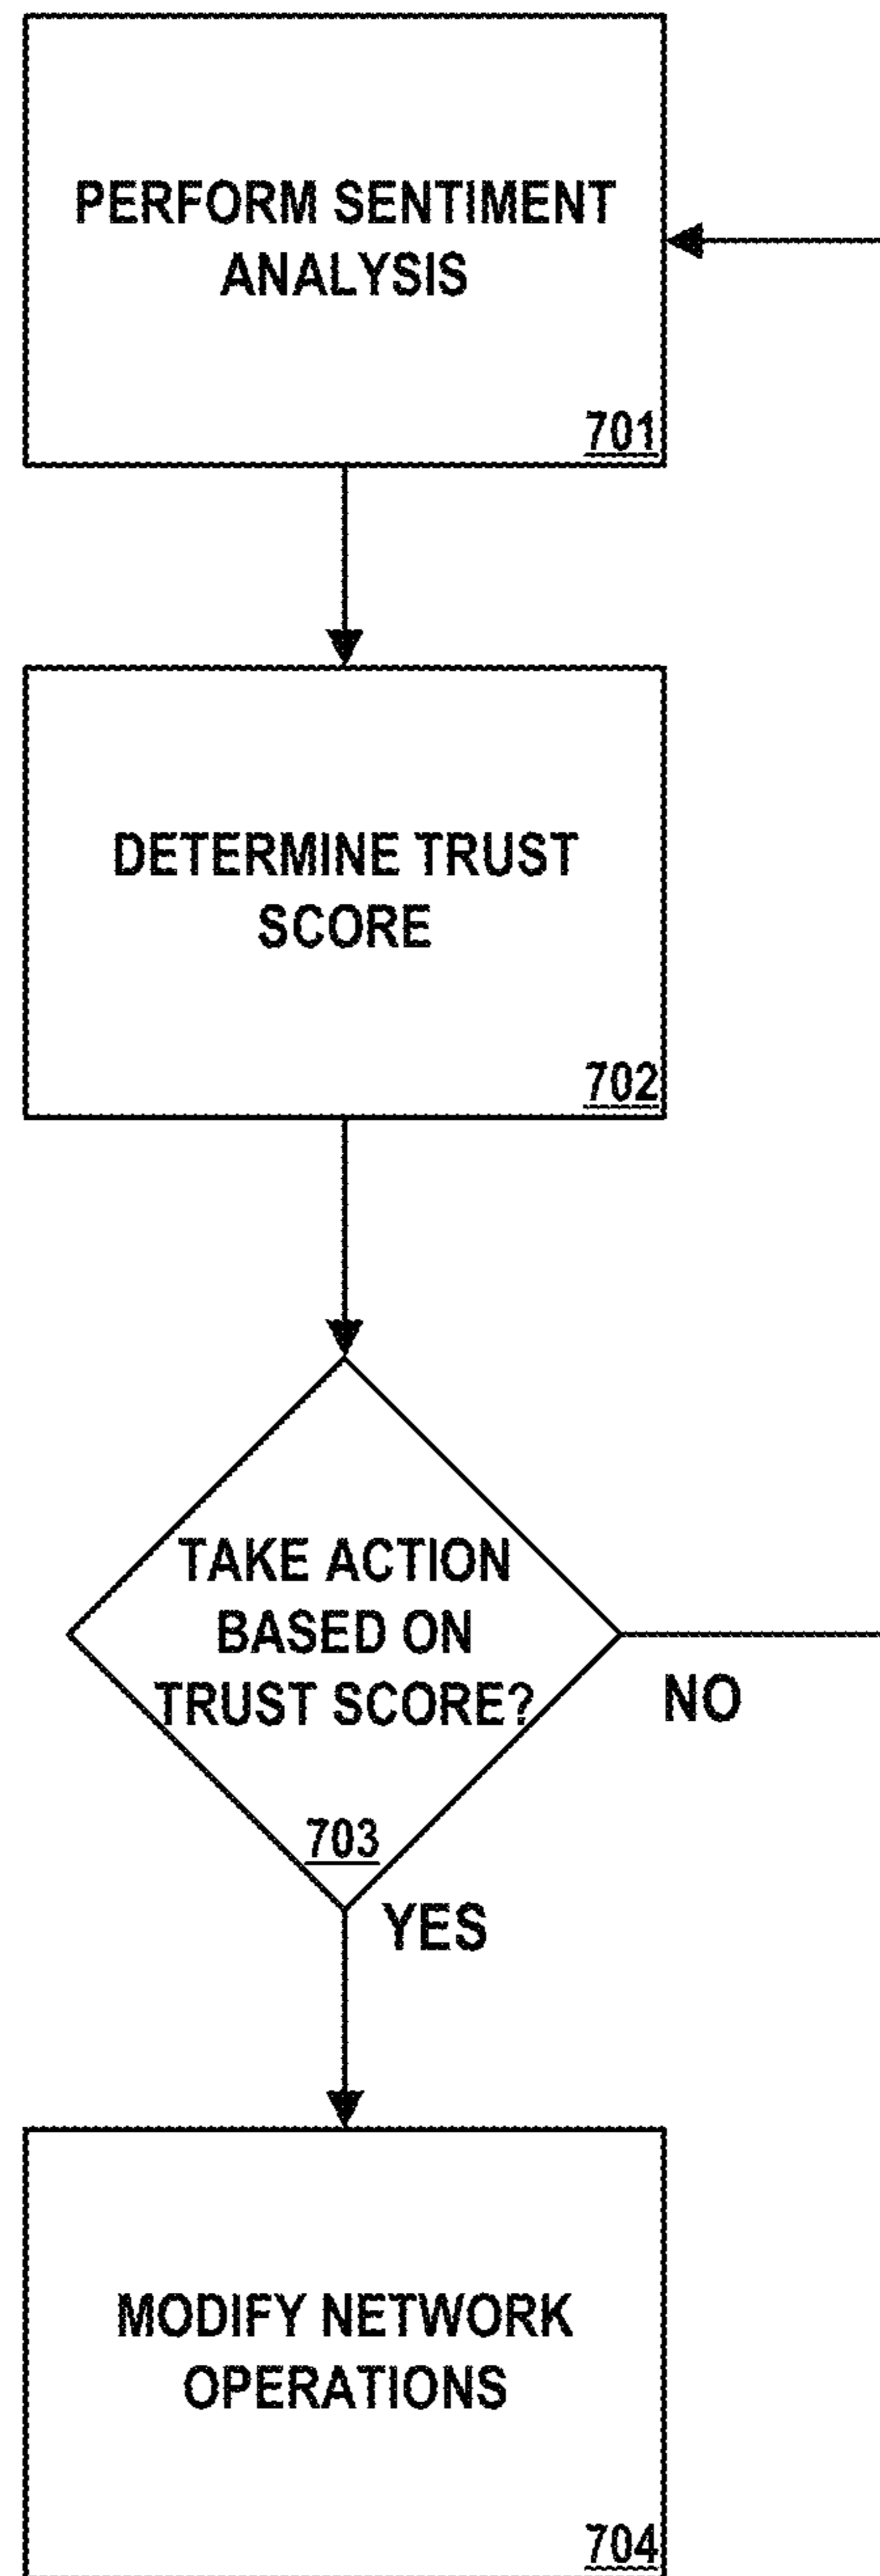 PERFORM SENTIMENT
ANALYSIS
701
DETERMINE TRUST
SCORE
702
TAKE ACTION
BASED ON
TRUST SCORE?
NO
703
YES
MODIFY NETWORK
OPERATIONS
704